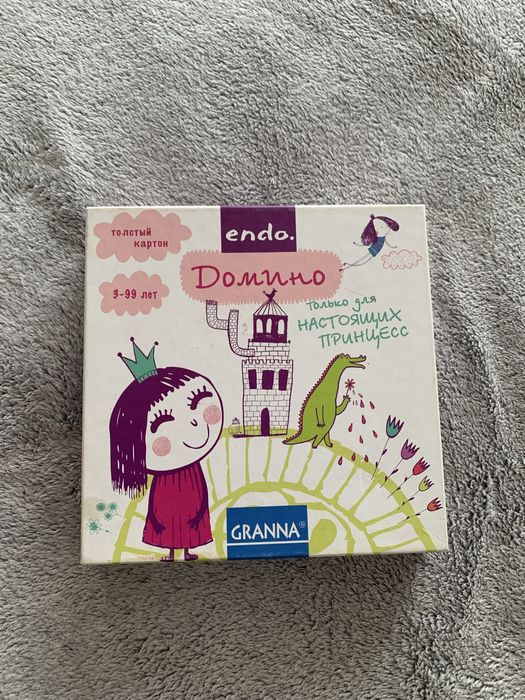 толстый
картон
3-99 лет
endo.
Домино
только для
НАСТОЯЩИХ
ПРИНЦЕСС
GRANNA®